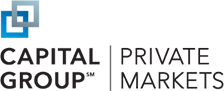 CAPITAL GROUP℠ | PRIVATE MARKETS